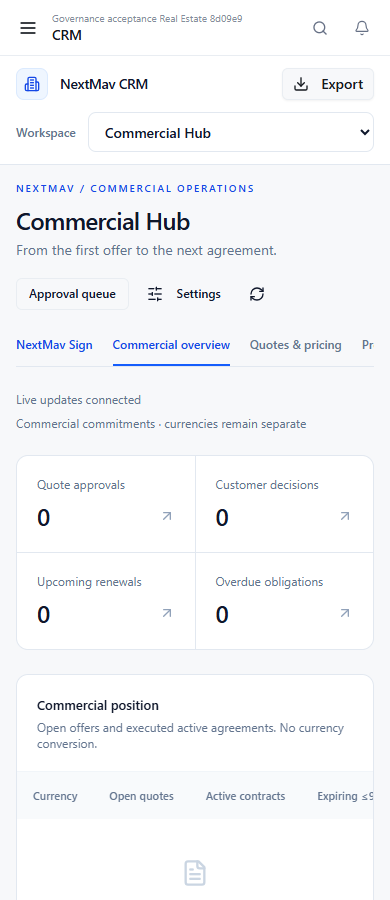 Governance acceptance Real Estate 8d09e9
CRM
NextMav CRM
Export
Workspace
Commercial Hub
NEXTMAV / COMMERCIAL OPERATIONS
Commercial Hub
From the first offer to the next agreement.
Approval queue
Settings
NextMav Sign
Commercial overview
Quotes & pricing
Pr
Live updates connected
Commercial commitments · currencies remain separate
Quote approvals
Customer decisions
0
0
Upcoming renewals
Overdue obligations
0
0
Commercial position
Open offers and executed active agreements. No currency
conversion.
Currency
Open quotes
Active contracts
Expiring ≤9